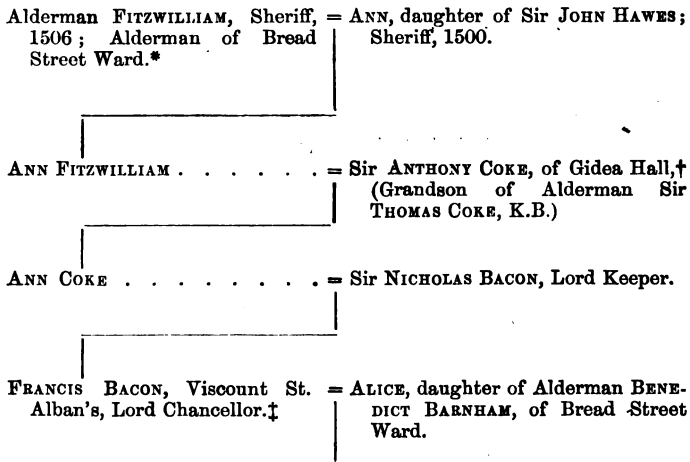 Alderman FITZWILLIAM, Sheriff, = ANN, daughter of Sir JOHN HAWES;
1506; Alderman of Bread Sheriff, 1500.
Street Ward.*
ANN FITZWILLIAM . . . . . . = Sir ANTHONY COKE, of Gidea Hall,†
(Grandson of Alderman Sir
THOMAS COKE, K.B.)
ANN COKE . . . . . . . . = Sir NICHOLAS BACON, Lord Keeper.
FRANCIS BACON, Viscount St. = ALICE, daughter of Alderman BENE-
Alban's, Lord Chancellor.‡ DICT BARNHAM, of Bread Street
Ward.